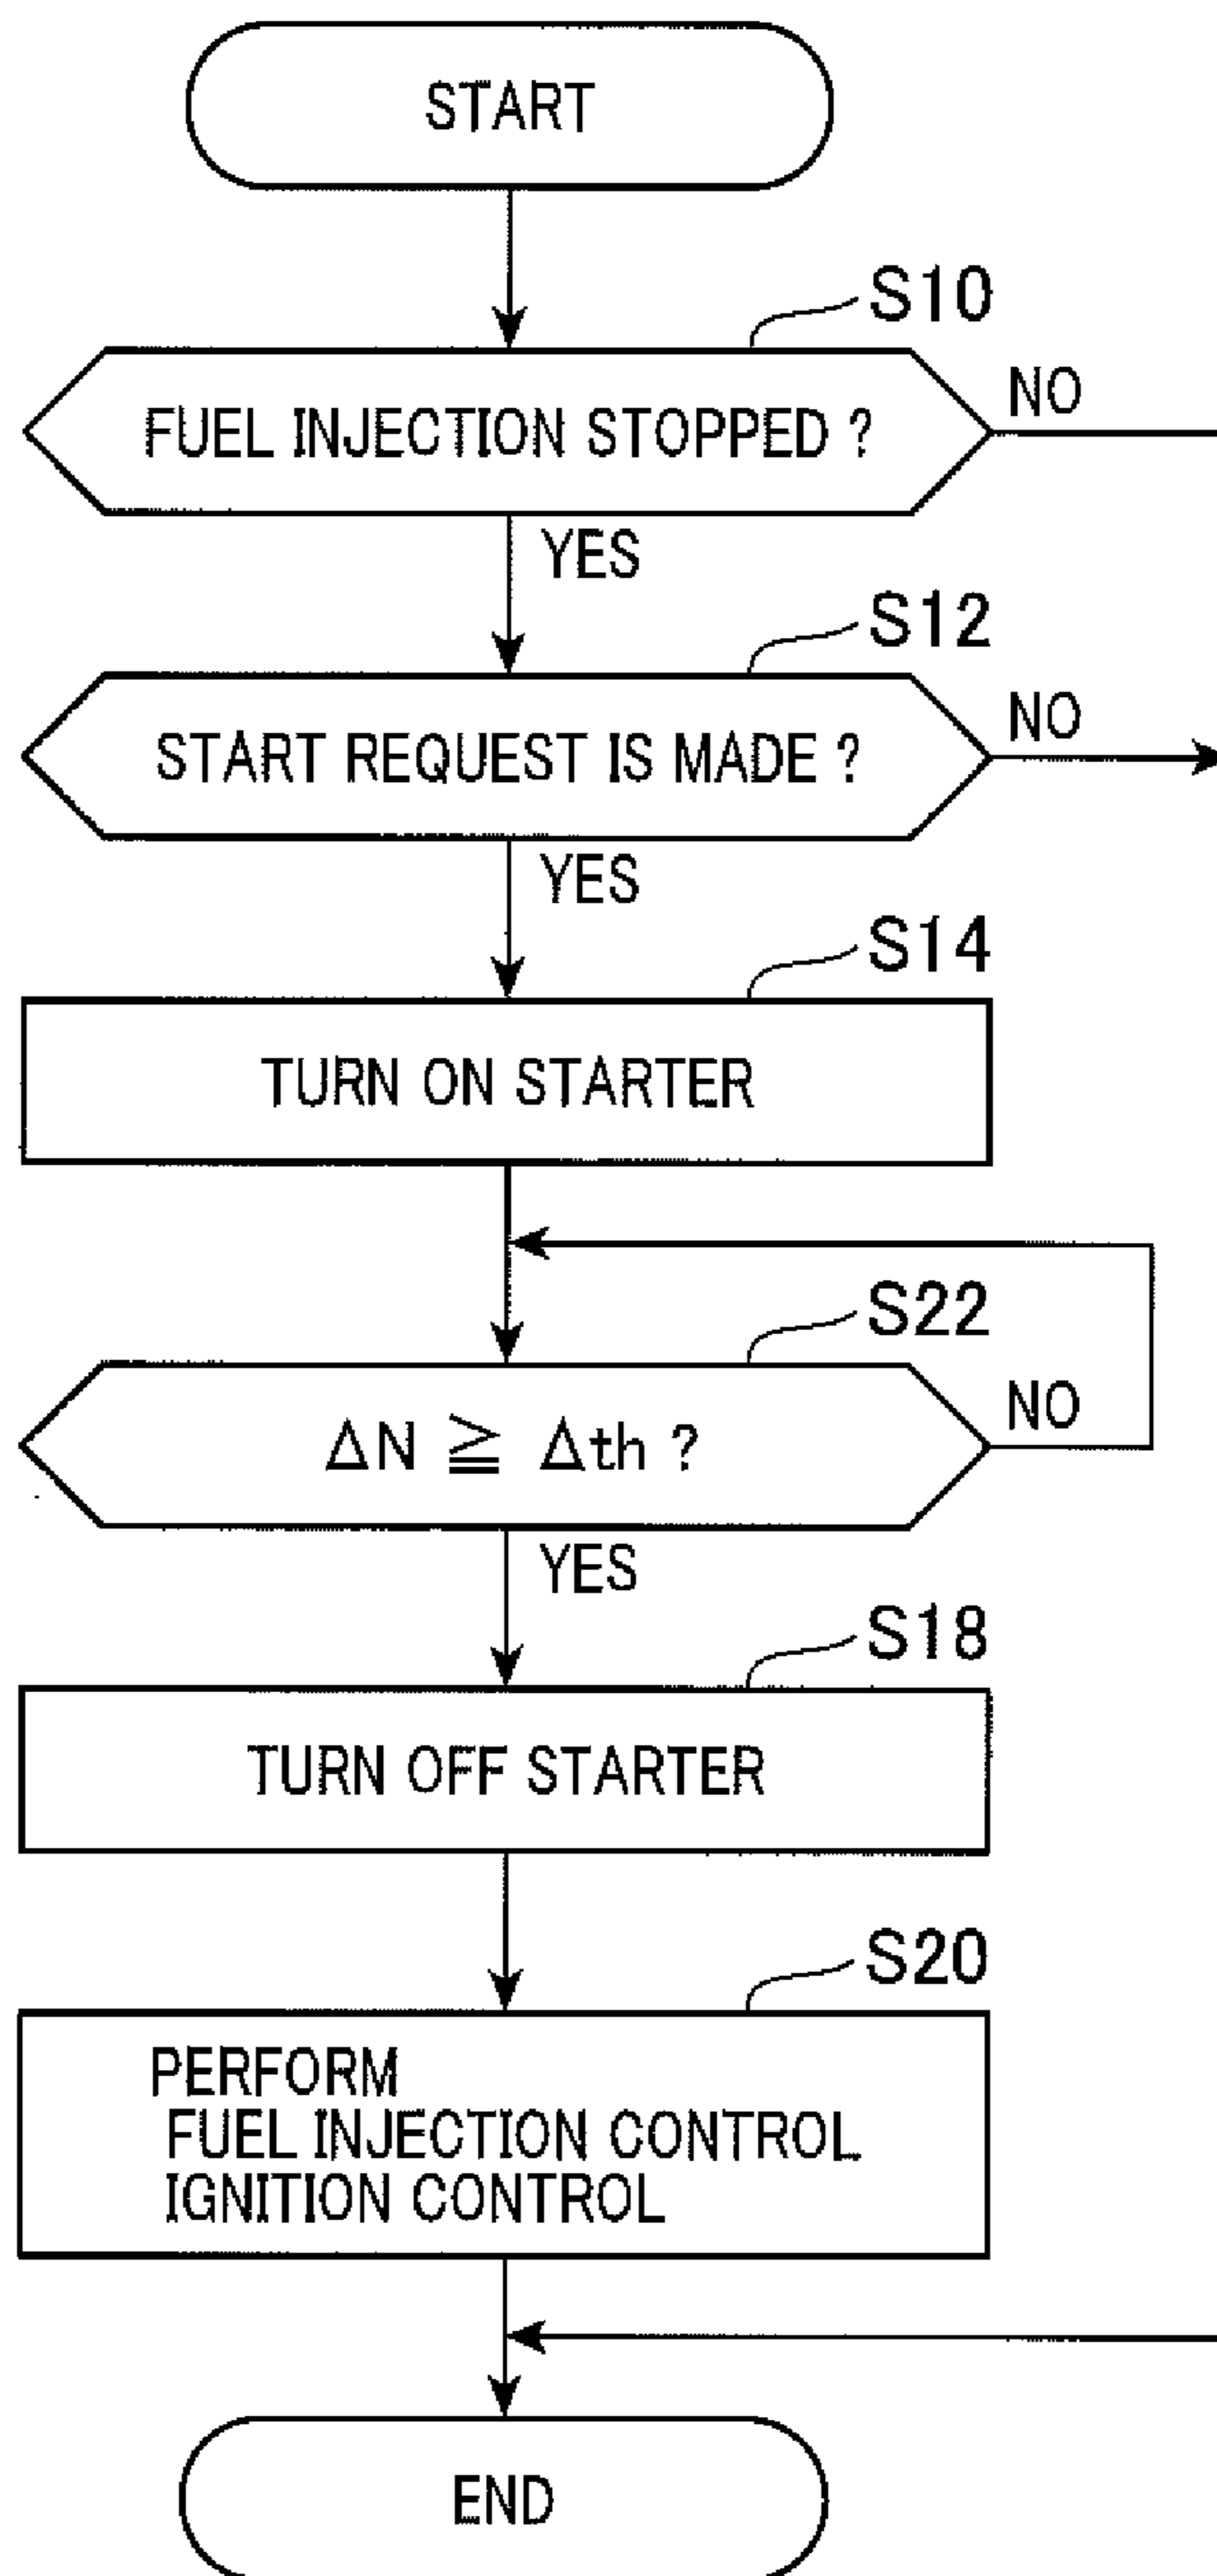 START
S10
FUEL INJECTION STOPPED ?
NO
YES
S12
START REQUEST IS MADE ?
NO
YES
S14
TURN ON STARTER
S22
ΔN ≧ Δth ?
NO
YES
S18
TURN OFF STARTER
S20
PERFORM
FUEL INJECTION CONTROL
IGNITION CONTROL
END